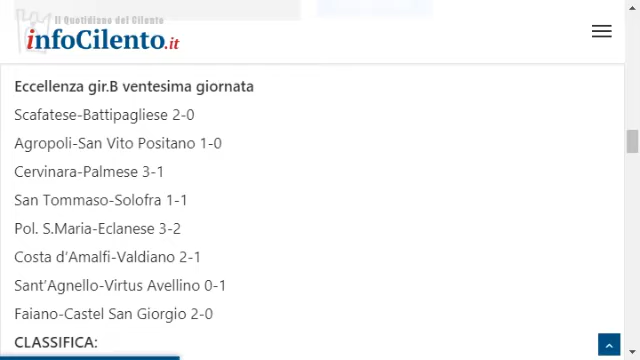 Il Quotidiano del Cilento
infoCilento.it
Eccellenza gir.B ventesima giornata
Scafatese-Battipagliese 2-0
Agropoli-San Vito Positano 1-0
Cervinara-Palmese 3-1
San Tommaso-Solofra 1-1
Pol. S.Maria-Eclanese 3-2
Costa d’Amalfi-Valdiano 2-1
Sant’Agnello-Virtus Avellino 0-1
Faiano-Castel San Giorgio 2-0
CLASSIFICA: